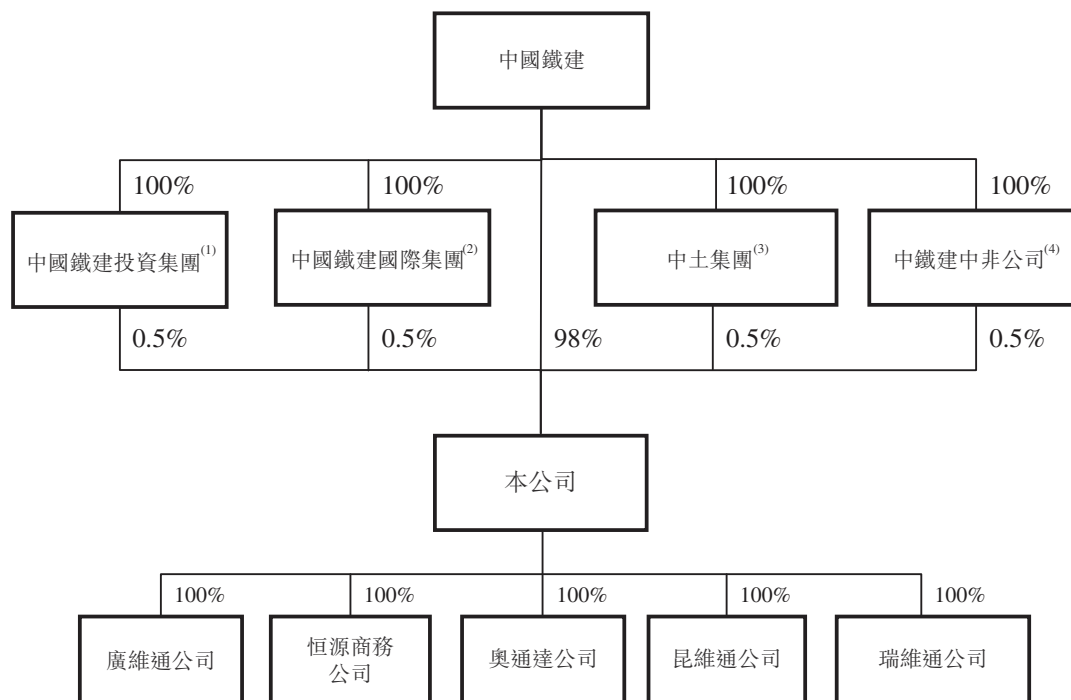 中國鐵建
100%
100%
100%
100%
中國鐵建投資集團(1)
中國鐵建國際集團(2)
中土集團(3)
中鐵建中非公司(4)
0.5%
0.5%
98%
0.5%
0.5%
本公司
100%
100%
100%
100%
100%
廣維通公司
恒源商務
公司
奧通達公司
昆維通公司
瑞維通公司